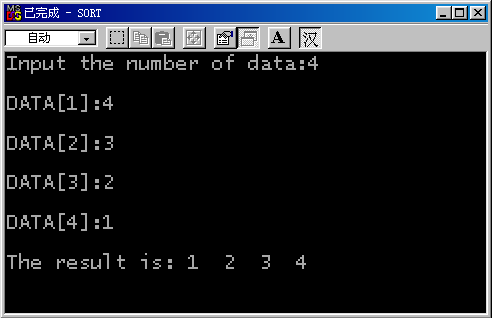 已完成 - SORT
自动 A 汉
Input the number of data:4
DATA[1]:4
DATA[2]:3
DATA[3]:2
DATA[4]:1
The result is: 1 2 3 4